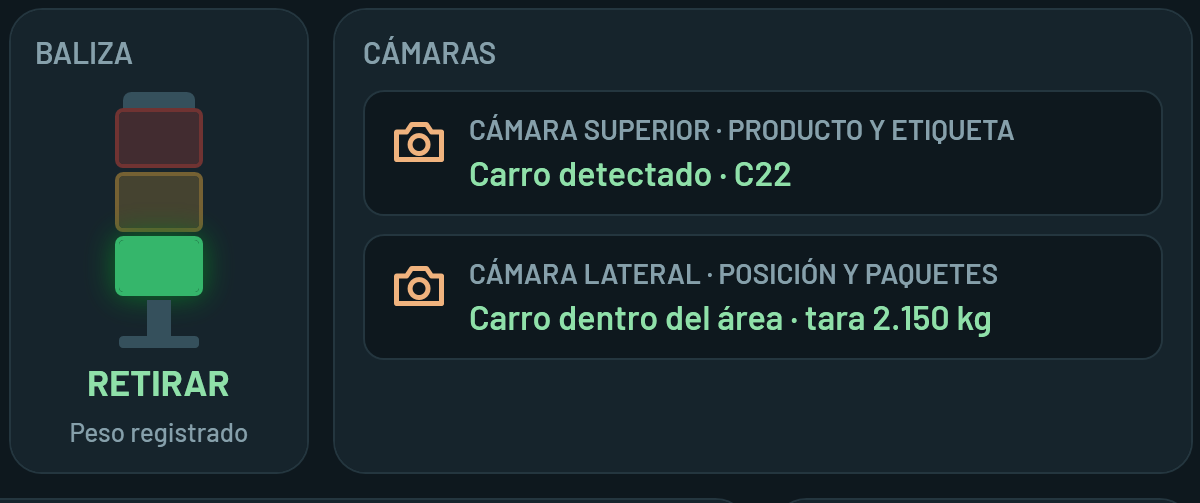 BALIZA
RETIRAR
Peso registrado
CÁMARAS
CÁMARA SUPERIOR · PRODUCTO Y ETIQUETA
Carro detectado · C22
CÁMARA LATERAL · POSICIÓN Y PAQUETES
Carro dentro del área · tara 2.150 kg